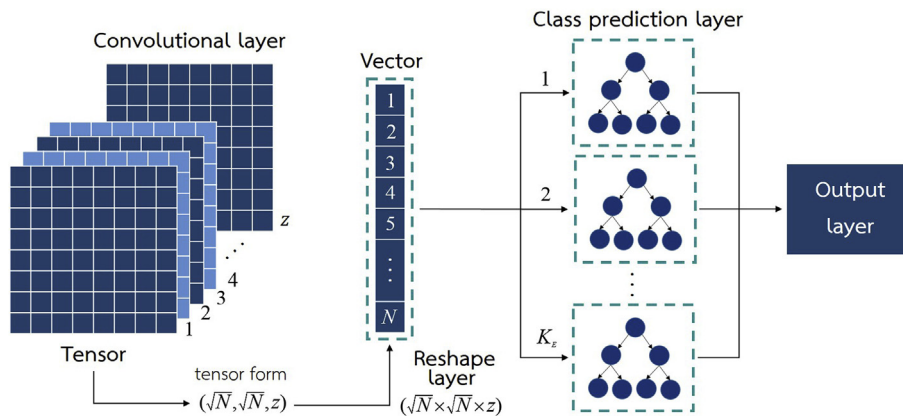 Convolutional layer
z
4
3
2
1
Tensor
tensor form
(√N, √N, z)
Vector
1
2
3
4
5
⋮
N
Reshape
layer
(√N×√N×z)
Class prediction layer
1
2
⋮
K_E
Output
layer